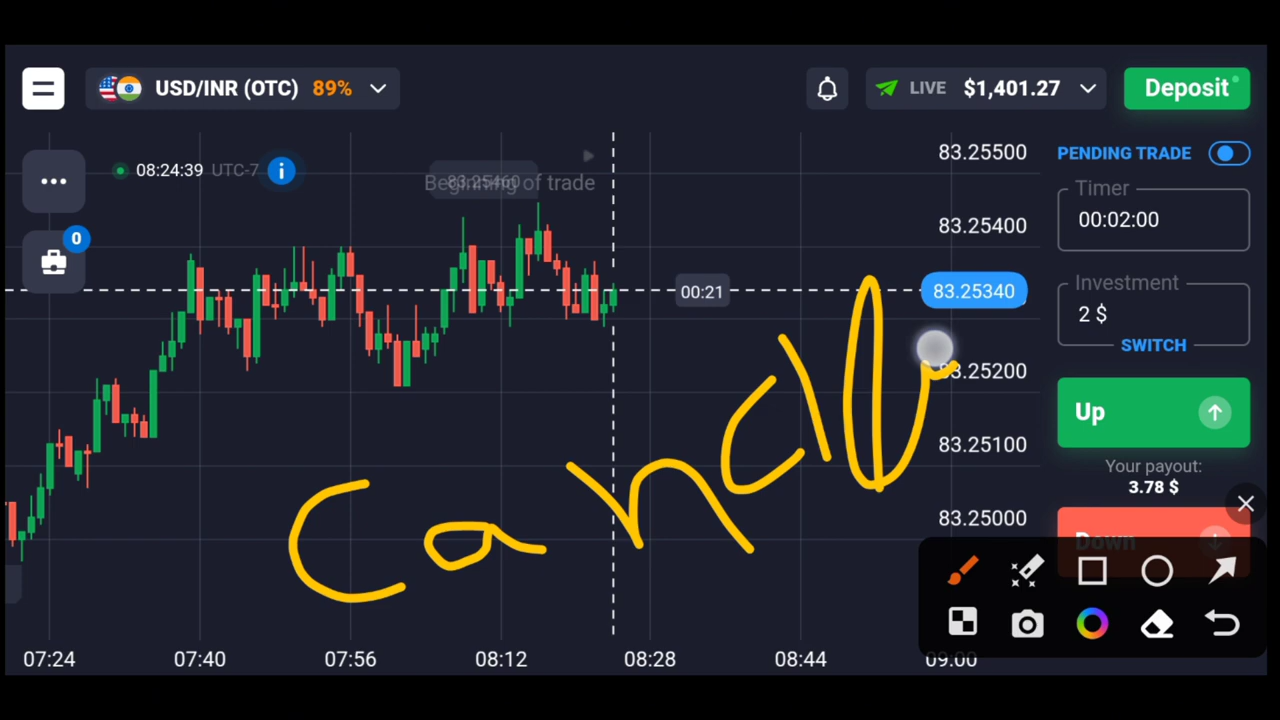 USD/INR (OTC) 89%
LIVE $1,401.27
Deposit
08:24:39 UTC-7 i
Beginning of trade
83.25460
83.25500
83.25400
83.25340
83.25200
83.25100
83.25000
0
00:21
PENDING TRADE
Timer
00:02:00
Investment
2 $
SWITCH
Up
Your payout:
3.78 $
Down
Candl
07:24 07:40 07:56 08:12 08:28 08:44 09:00